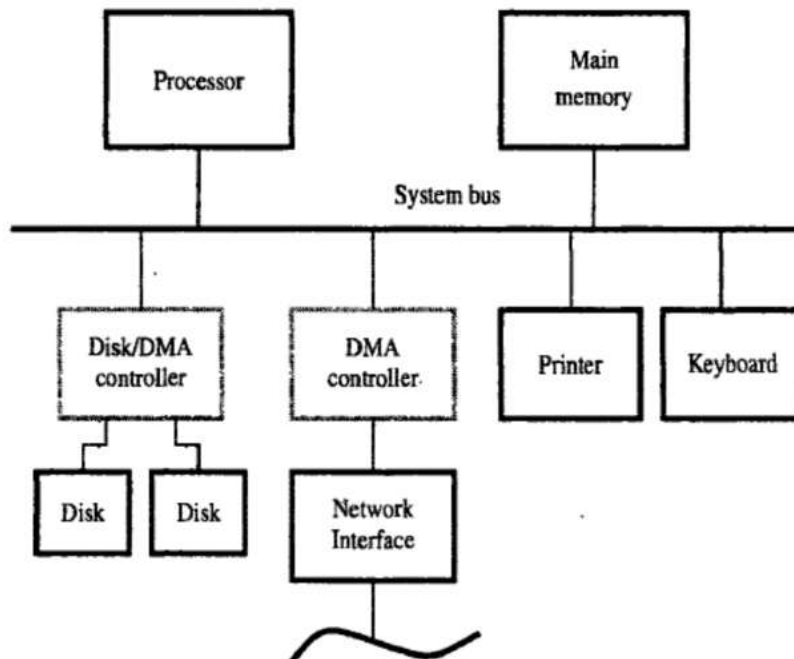 Processor
Main
memory
System bus
Disk/DMA
controller
DMA
controller
Printer
Keyboard
Disk
Disk
Network
Interface